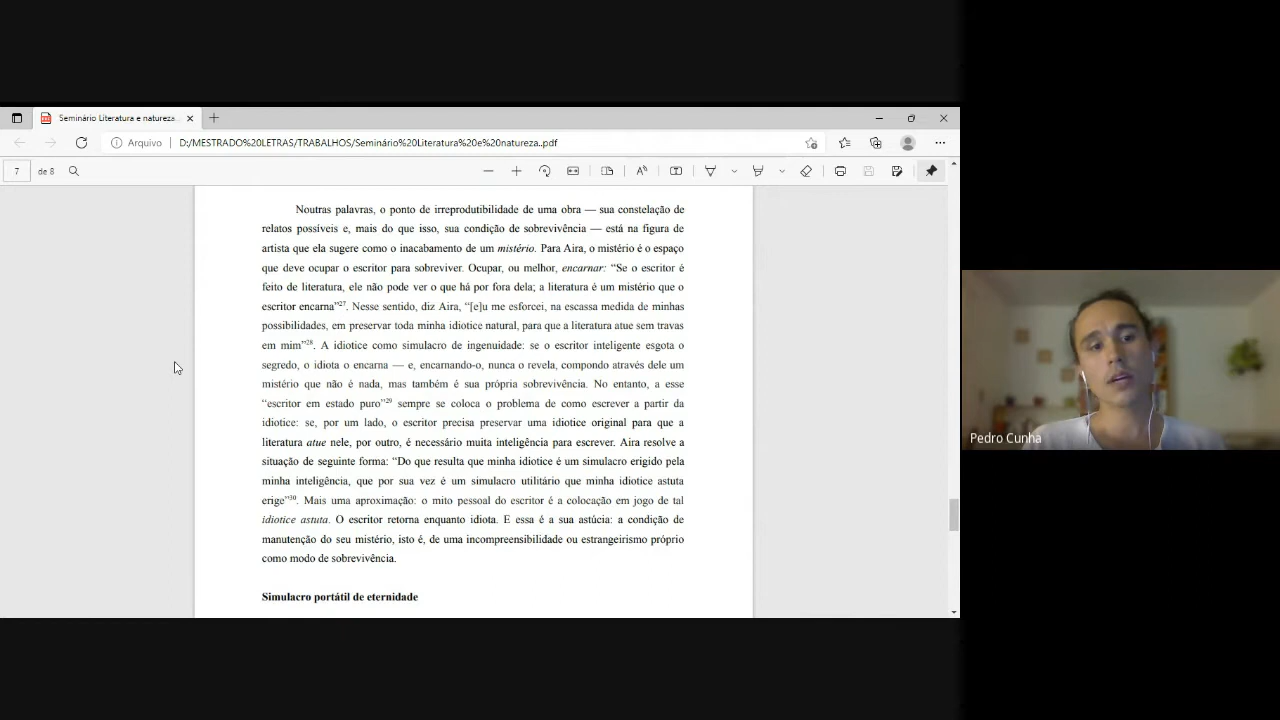 Seminário Literatura e natureza..
Arquivo
D:/MESTRADO%20LETRAS/TRABALHOS/Seminário%20Literatura%20e%20natureza..pdf
7 de 8
Noutras palavras, o ponto de irreprodutibilidade de uma obra — sua constelação de
relatos possíveis e, mais do que isso, sua condição de sobrevivência — está na figura de
artista que ela sugere como o inacabamento de um mistério. Para Aira, o mistério é o espaço
que deve ocupar o escritor para sobreviver. Ocupar, ou melhor, encarnar: “Se o escritor é
feito de literatura, ele não pode ver o que há por fora dela; a literatura é um mistério que o
escritor encarna”27. Nesse sentido, diz Aira, “[e]u me esforcei, na escassa medida de minhas
possibilidades, em preservar toda minha idiotice natural, para que a literatura atue sem travas
em mim”28. A idiotice como simulacro de ingenuidade: se o escritor inteligente esgota o
segredo, o idiota o encarna — e, encarnando-o, nunca o revela, compondo através dele um
mistério que não é nada, mas também é sua própria sobrevivência. No entanto, a esse
“escritor em estado puro”29 sempre se coloca o problema de como escrever a partir da
idiotice: se, por um lado, o escritor precisa preservar uma idiotice original para que a
literatura atue nele, por outro, é necessário muita inteligência para escrever. Aira resolve a
situação de seguinte forma: “Do que resulta que minha idiotice é um simulacro erigido pela
minha inteligência, que por sua vez é um simulacro utilitário que minha idiotice astuta
erige”30. Mais uma aproximação: o mito pessoal do escritor é a colocação em jogo de tal
idiotice astuta. O escritor retorna enquanto idiota. E essa é a sua astúcia: a condição de
manutenção do seu mistério, isto é, de uma incompreensibilidade ou estrangeirismo próprio
como modo de sobrevivência.
Simulacro portátil de eternidade
Pedro Cunha